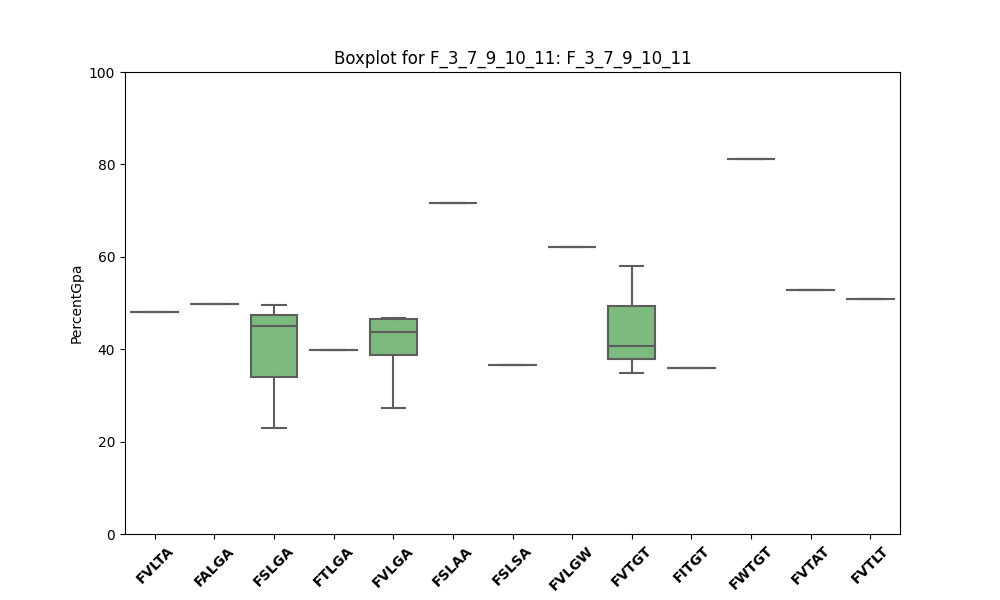 Boxplot for F_3_7_9_10_11: F_3_7_9_10_11
PercentGpa
100
80
60
40
20
0
FVLTA
FALGA
FSLGA
FTLGA
FVLGA
FSLAA
FSLSA
FVLGW
FVTGT
FITGT
FWTGT
FVTAT
FVTLT